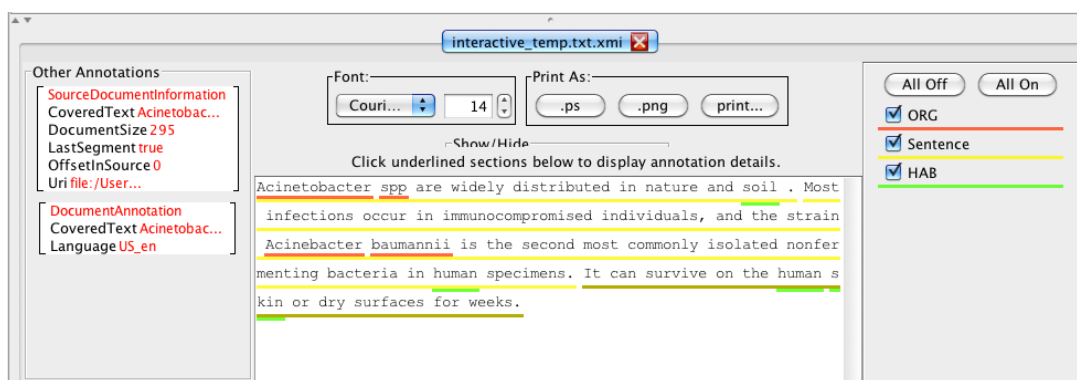 interactive_temp.txt.xmi
Other Annotations
SourceDocumentInformation
CoveredText Acinetobac...
DocumentSize 295
LastSegment true
OffsetInSource 0
Uri file:/User...
DocumentAnnotation
CoveredText Acinetobac...
Language US_en
Font:
Couri...
14
Print As:
.ps
.png
print...
Show/Hide
Click underlined sections below to display annotation details.
Acinetobacter spp are widely distributed in nature and soil . Most
infections occur in immunocompromised individuals, and the strain
Acinebacter baumannii is the second most commonly isolated nonfer
menting bacteria in human specimens. It can survive on the human s
kin or dry surfaces for weeks.
All Off
All On
ORG
Sentence
HAB